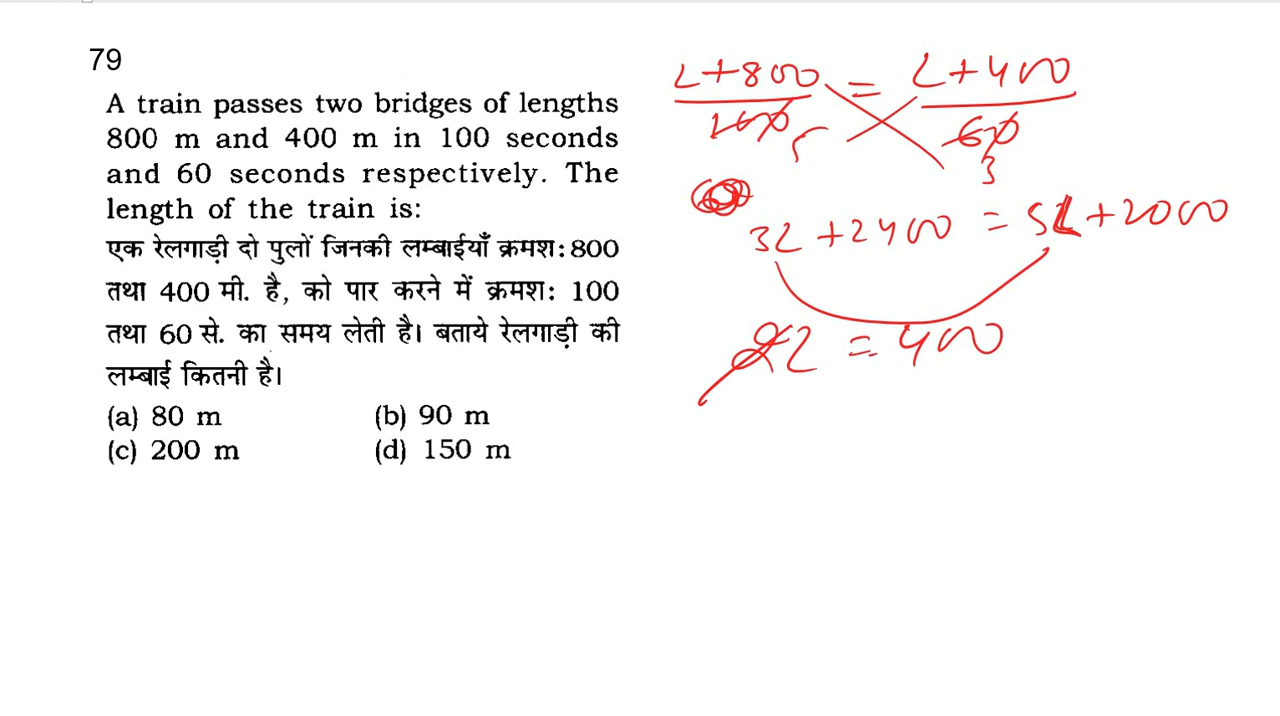 79
A train passes two bridges of lengths
800 m and 400 m in 100 seconds
and 60 seconds respectively. The
length of the train is:
एक रेलगाड़ी दो पुलों जिनकी लम्बाईयाँ क्रमश: 800
तथा 400 मी. है, को पार करने में क्रमश: 100
तथा 60 से. का समय लेती है। बताये रेलगाड़ी की
लम्बाई कितनी है।
(a) 80 m (b) 90 m
(c) 200 m (d) 150 m
L+800 = L+400
100 60
5 3
3L+2400 = 5L+2000
2L = 400